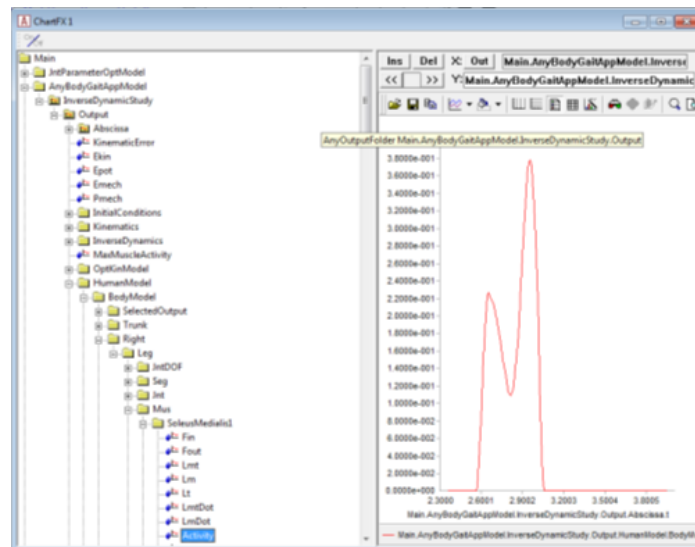 ChartFX 1
On/Off
Main
JntParameterOptModel
AnyBodyGaitAppModel
InverseDynamicStudy
Output
Abscissa
KinematicError
Ekin
Epot
Emech
Pmech
InitialConditions
Kinematics
InverseDynamics
MaxMuscleActivity
OptKinModel
HumanModel
BodyModel
SelectedOutput
Trunk
Right
Leg
JntDOF
Seg
Jnt
Mus
SoleusMedialis1
Fin
Fout
Lmt
Lm
Lt
LmtDot
LmDot
Activity
Ins Del X: Out Main.AnyBodyGaitAppModel.Inverse
<< >> Y: Main.AnyBodyGaitAppModel.InverseDynamic
AnyOutputFolder Main.AnyBodyGaitAppModel.InverseDynamicStudy.Output
3.8000e-001
3.4000e-001
3.2000e-001
3.0000e-001
2.8000e-001
2.6000e-001
2.4000e-001
2.2000e-001
2.0000e-001
1.8000e-001
1.6000e-001
1.4000e-001
1.2000e-001
1.0000e-001
8.0000e-002
6.0000e-002
4.0000e-002
2.0000e-002
0.0000e+000
2.3000 2.6001 2.9002 3.2003 3.5004 3.8005
Main.AnyBodyGaitAppModel.InverseDynamicStudy.Output.Abscissa.t
Main.AnyBodyGaitAppModel.InverseDynamicStudy.Output.HumanModel.BodyM